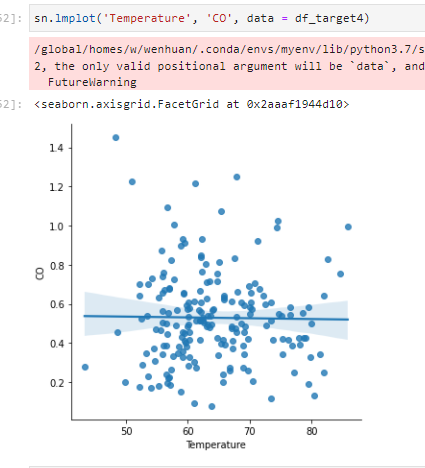 52]: sn.lmplot('Temperature', 'CO', data = df_target4)
/global/homes/w/wenhuan/.conda/envs/myenv/lib/python3.7/s
2, the only valid positional argument will be `data`, and
FutureWarning
52]: <seaborn.axisgrid.FacetGrid at 0x2aaaf1944d10>
1.4
1.2
1.0
0.8
0.6
0.4
0.2
CO
50 60 70 80
Temperature